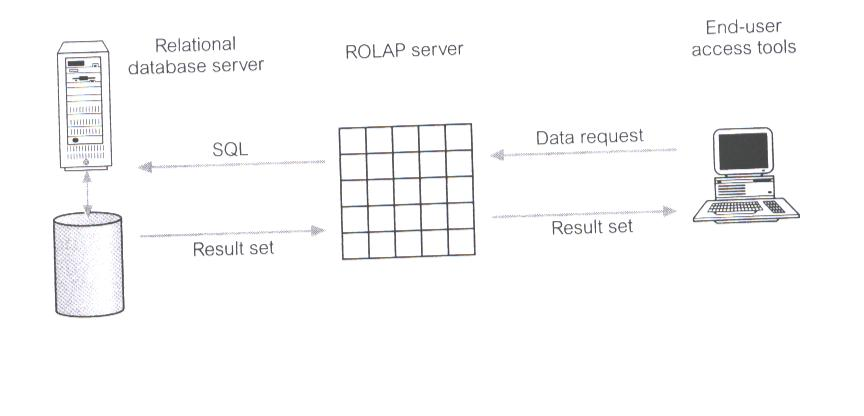 Relational
database server
ROLAP server
End-user
access tools
SQL
Data request
Result set
Result set